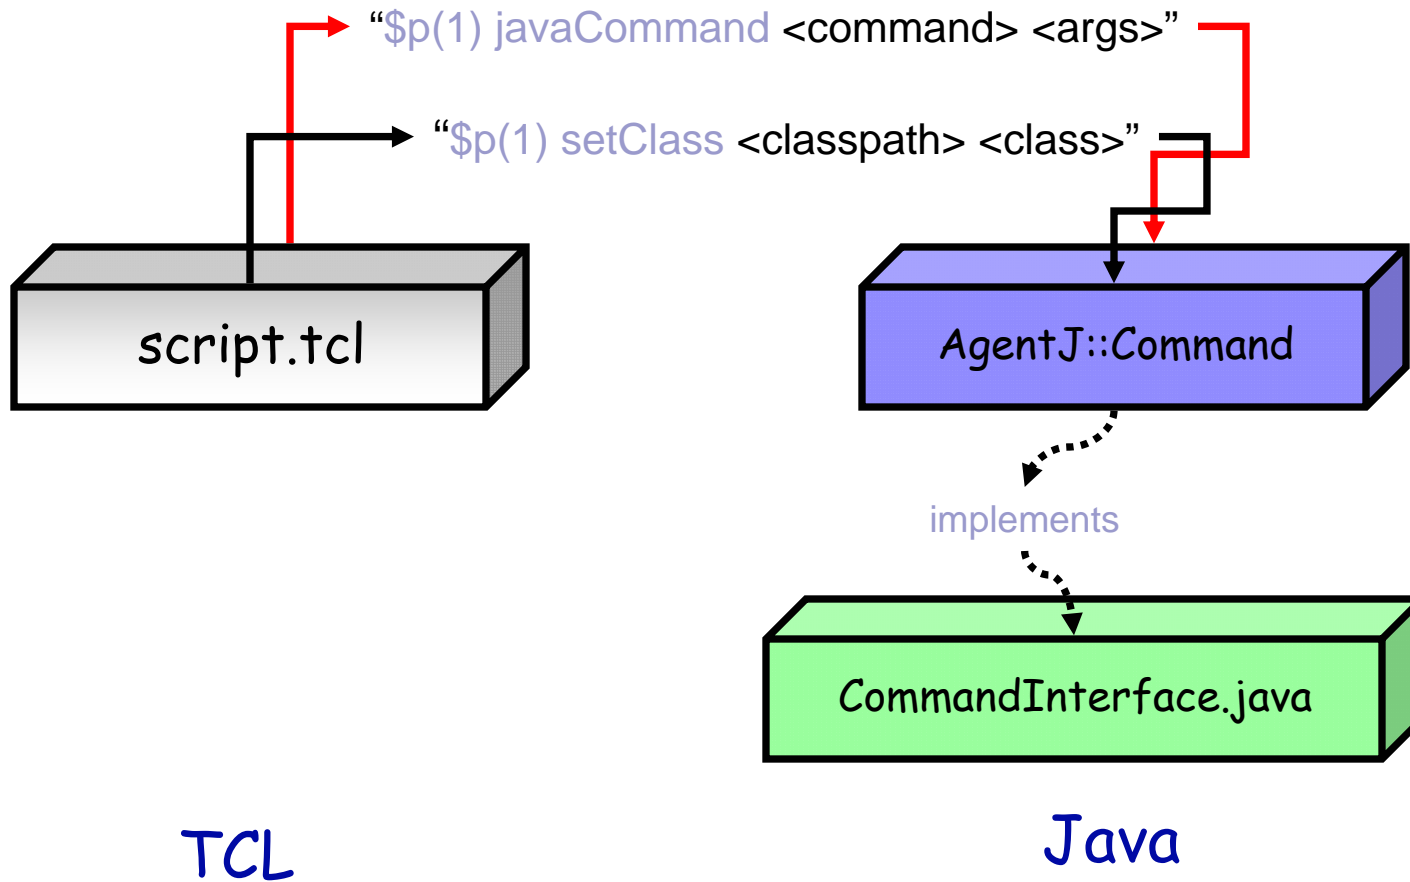 “$p(1) javaCommand <command> <args>”
“$p(1) setClass <classpath> <class>”
script.tcl
AgentJ::Command
implements
CommandInterface.java
TCL
Java